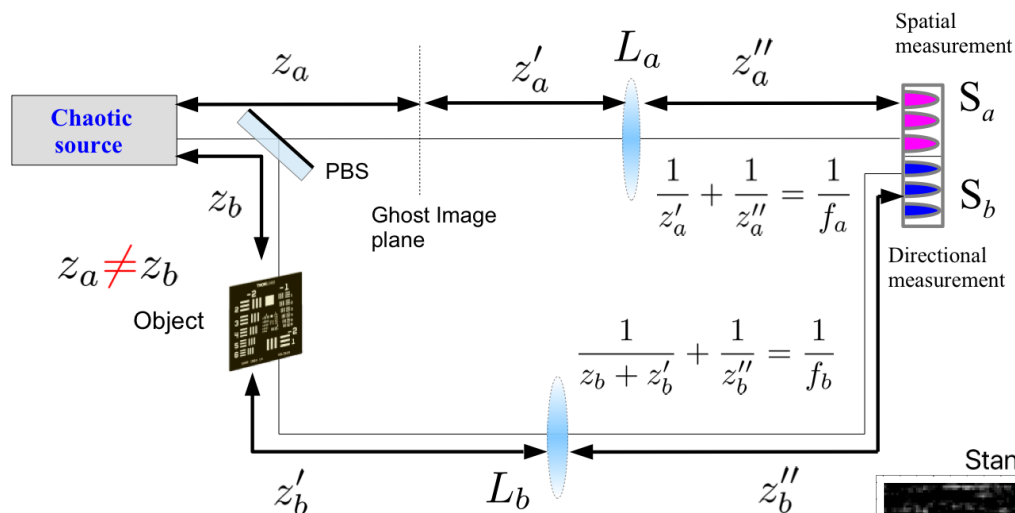 Spatial
measurement
z_a
z'_a
L_a
z''_a
S_a
Chaotic
source
PBS
1/z'_a + 1/z''_a = 1/f_a
S_b
z_b
Ghost Image
plane
Directional
measurement
z_a ≠ z_b
Object
1/(z_b + z'_b) + 1/z''_b = 1/f_b
z'_b
L_b
z''_b
Stan